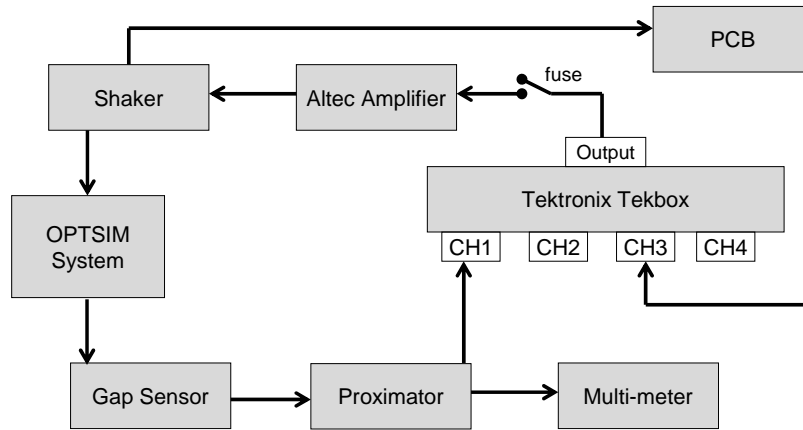 PCB
fuse
Shaker
Altec Amplifier
Output
Tektronix Tekbox
CH1
CH2
CH3
CH4
OPTSIM
System
Gap Sensor
Proximator
Multi-meter